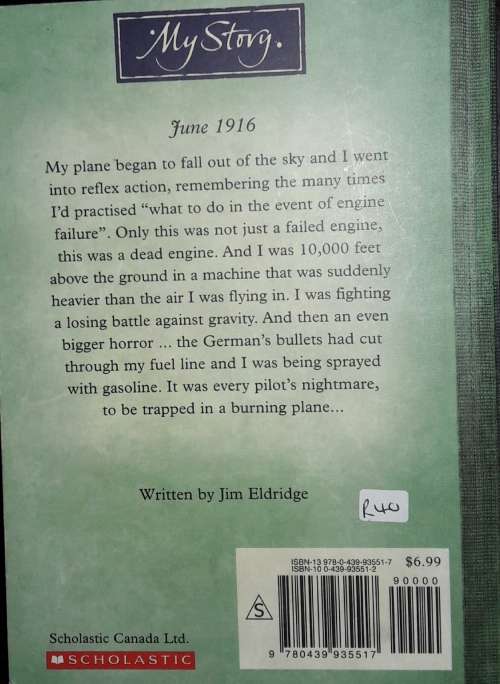 My Story.
June 1916
My plane began to fall out of the sky and I went
into reflex action, remembering the many times
I'd practised "what to do in the event of engine
failure". Only this was not just a failed engine,
this was a dead engine. And I was 10,000 feet
above the ground in a machine that was suddenly
heavier than the air I was flying in. I was fighting
a losing battle against gravity. And then an even
bigger horror ... the German's bullets had cut
through my fuel line and I was being sprayed
with gasoline. It was every pilot's nightmare,
to be trapped in a burning plane...
Written by Jim Eldridge
R40
ISBN-13 978-0-439-93551-7 $6.99
ISBN-10 0-439-93551-2
90000
S
9 780439 935517
Scholastic Canada Ltd.
SCHOLASTIC